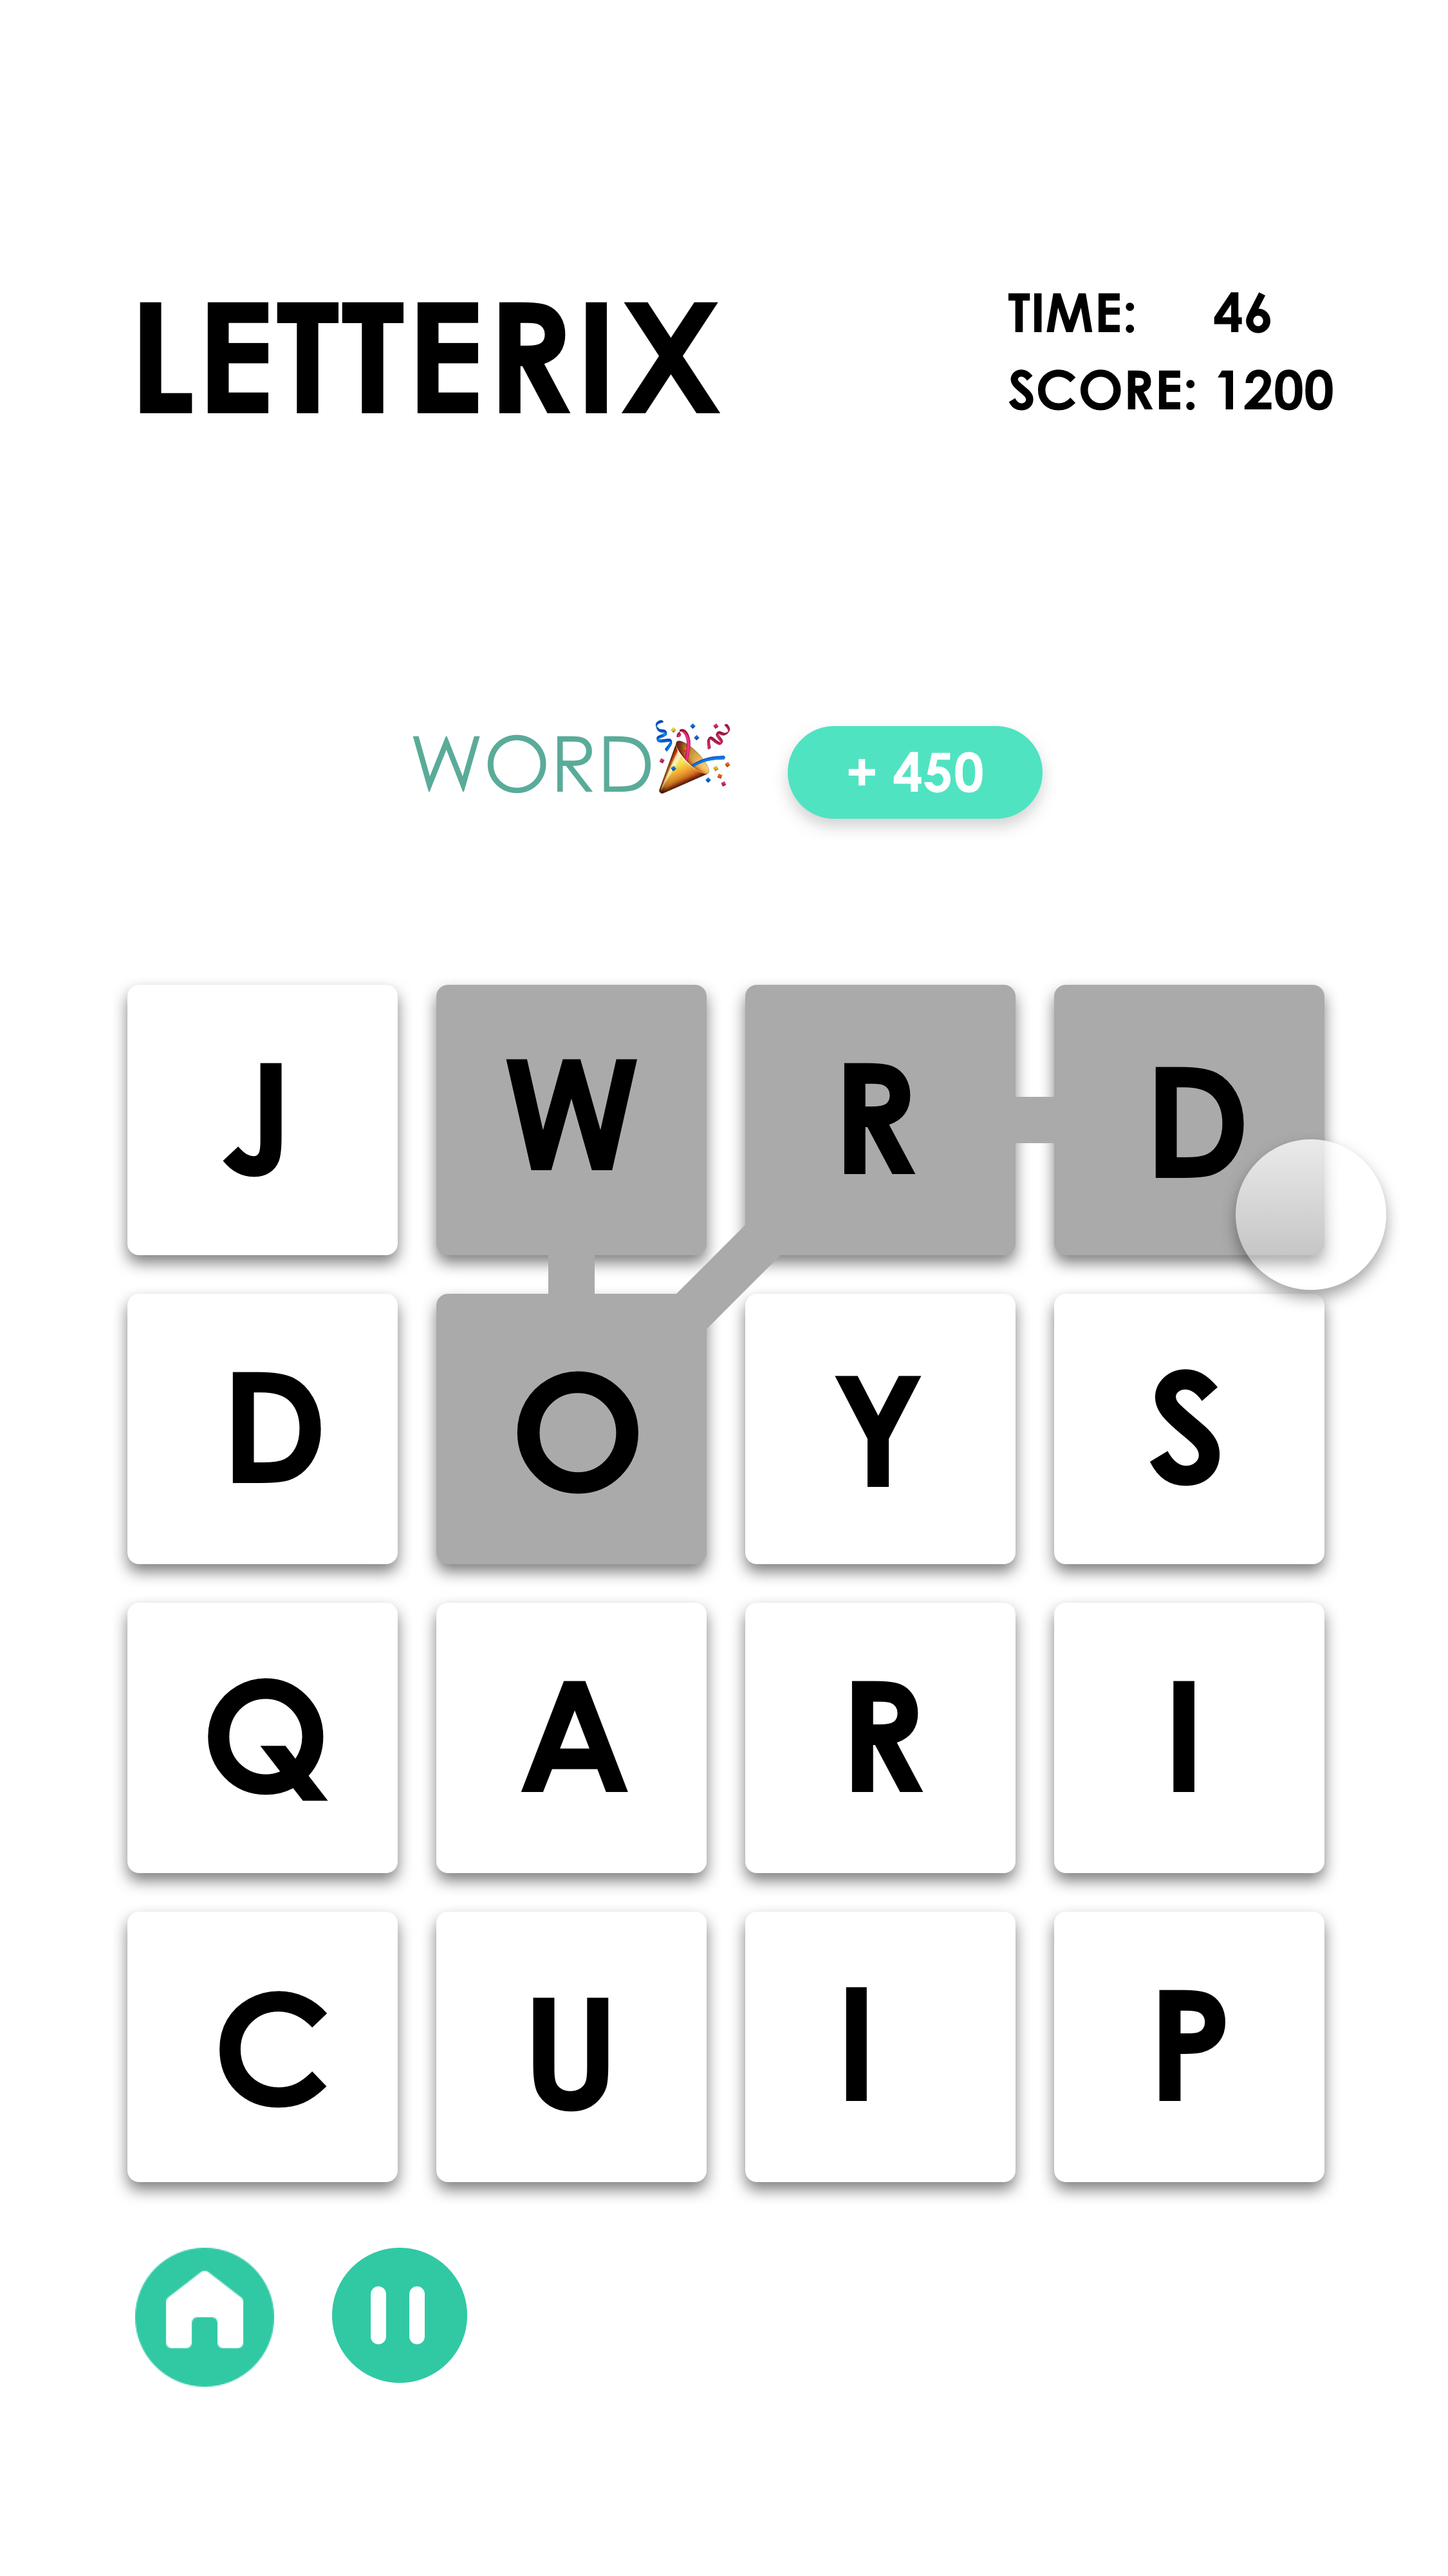 LETTERIX
TIME: 46
SCORE: 1200
WORD🎉 + 450
J W R D
D O Y S
Q A R I
C U I P